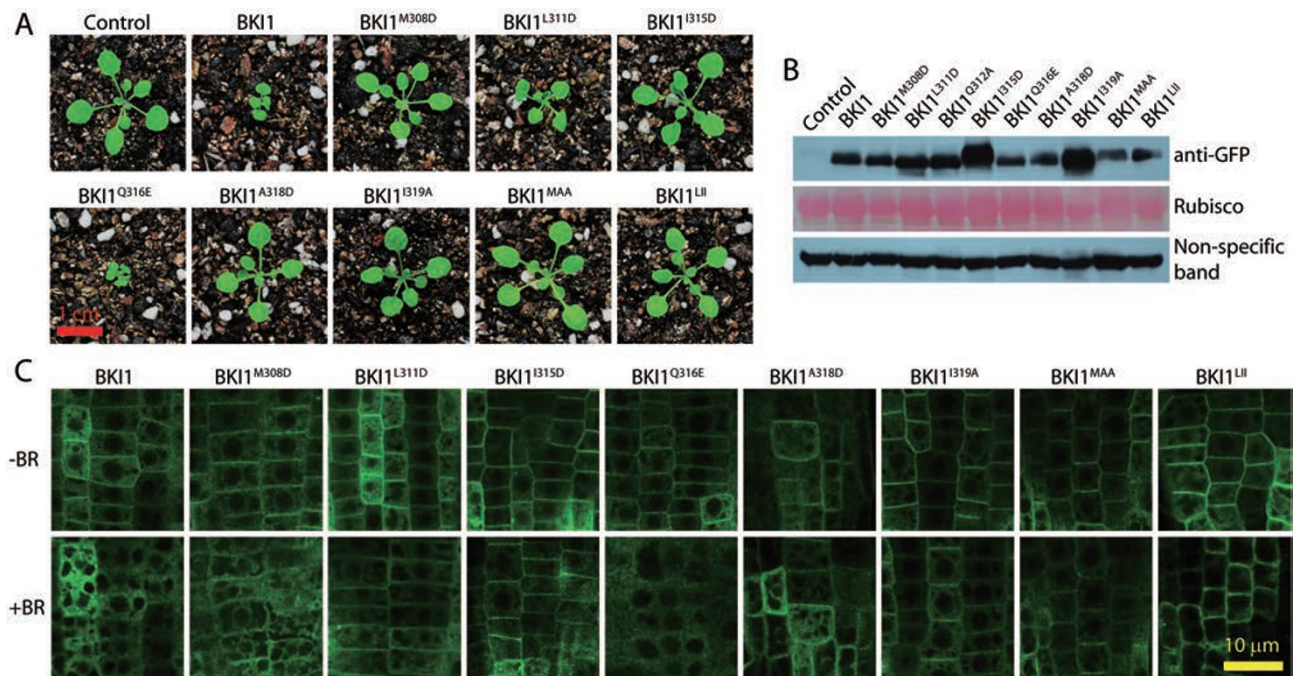 A
Control BKI1 BKI1M308D BKI1L311D BKI1I315D
BKI1Q316E BKI1A318D BKI1I319A BKI1MAA BKI1LII
1 cm
B
Control BKI1 BKI1M308D BKI1L311D BKI1Q312A BKI1I315D BKI1Q316E BKI1A318D BKI1I319A BKI1MAA BKI1LII
anti-GFP
Rubisco
Non-specific
band
C
BKI1 BKI1M308D BKI1L311D BKI1I315D BKI1Q316E BKI1A318D BKI1I319A BKI1MAA BKI1LII
-BR
+BR
10 μm